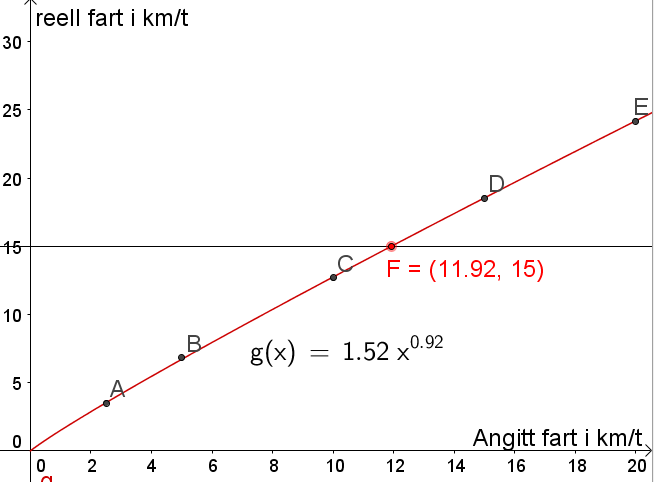 reell fart i km/t
30
25
20
15
10
5
0
E
D
C
F = (11.92, 15)
B
g(x) = 1.52 x^0.92
A
Angitt fart i km/t
0 2 4 6 8 10 12 14 16 18 20
g